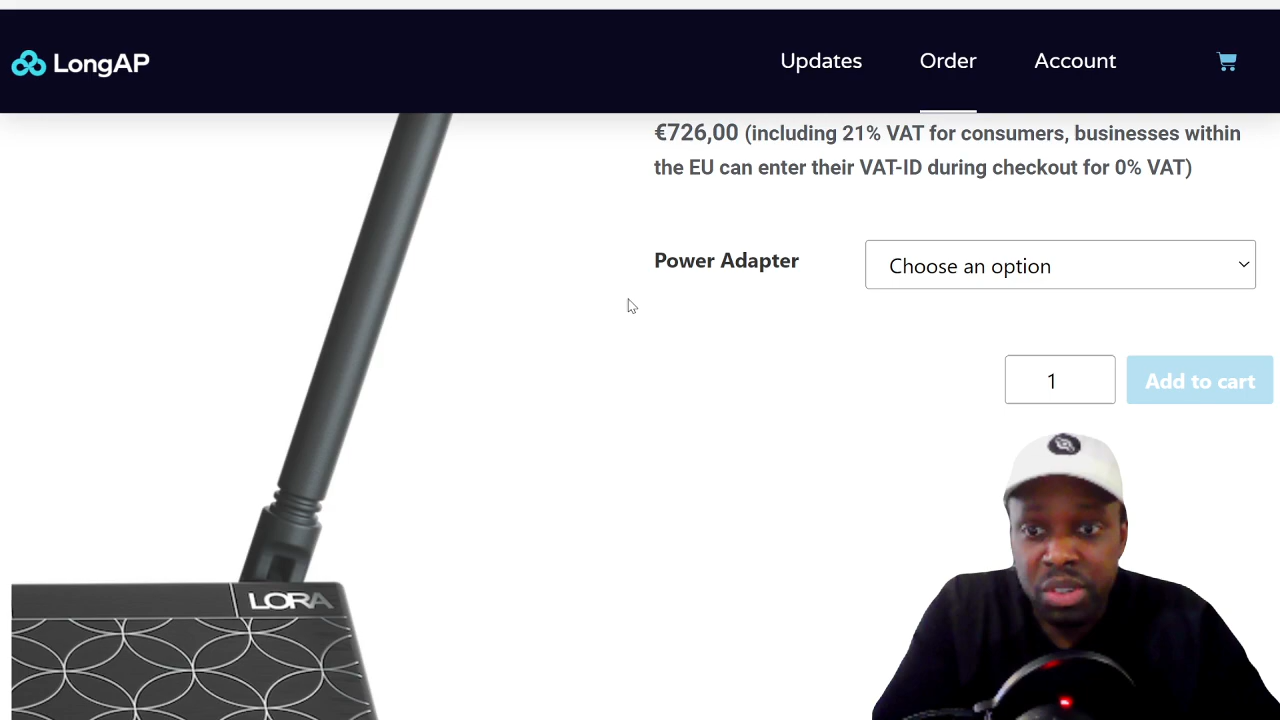 LongAP
Updates
Order
Account
€726,00 (including 21% VAT for consumers, businesses within
the EU can enter their VAT-ID during checkout for 0% VAT)
Power Adapter
Choose an option
1
Add to cart
LORA